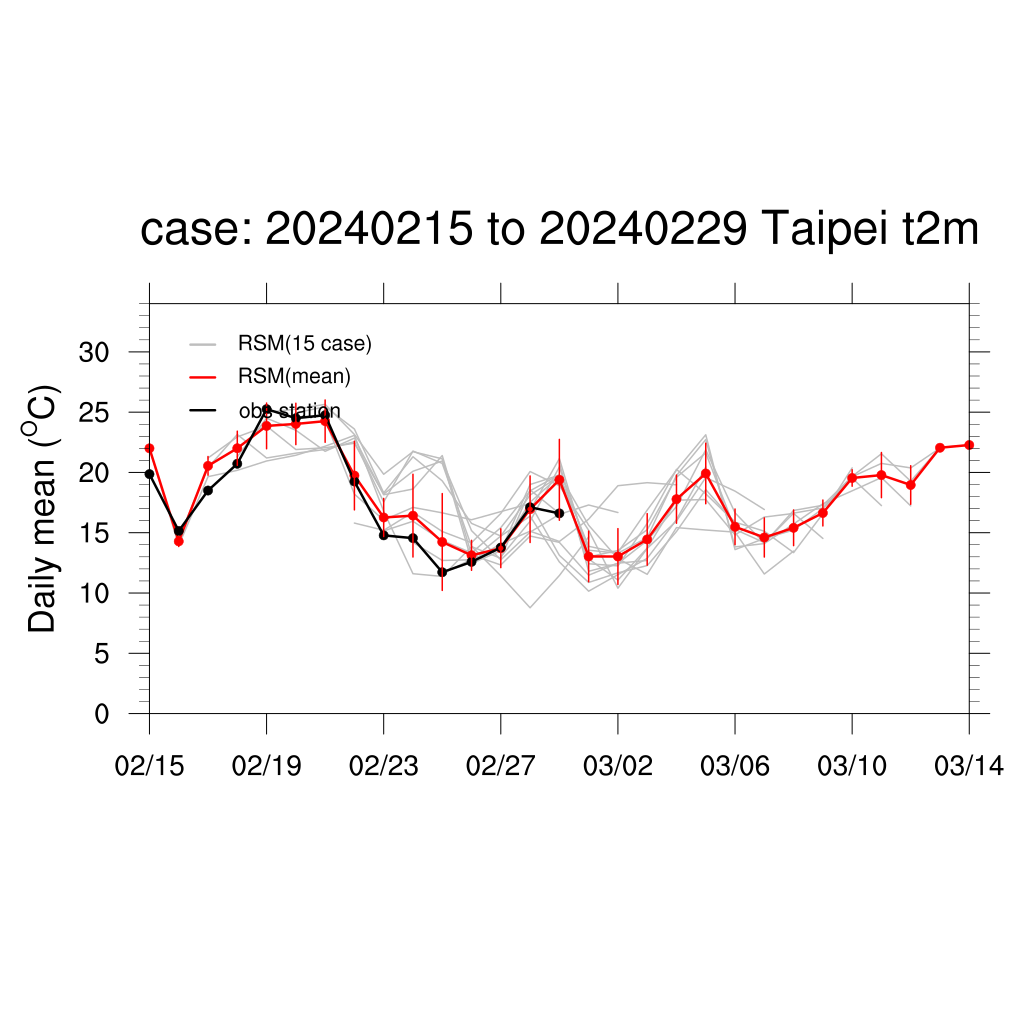 case: 20240215 to 20240229 Taipei t2m
Daily mean (OC)
RSM(15 case)
RSM(mean)
obs station
30
25
20
15
10
5
0
02/15 02/19 02/23 02/27 03/02 03/06 03/10 03/14